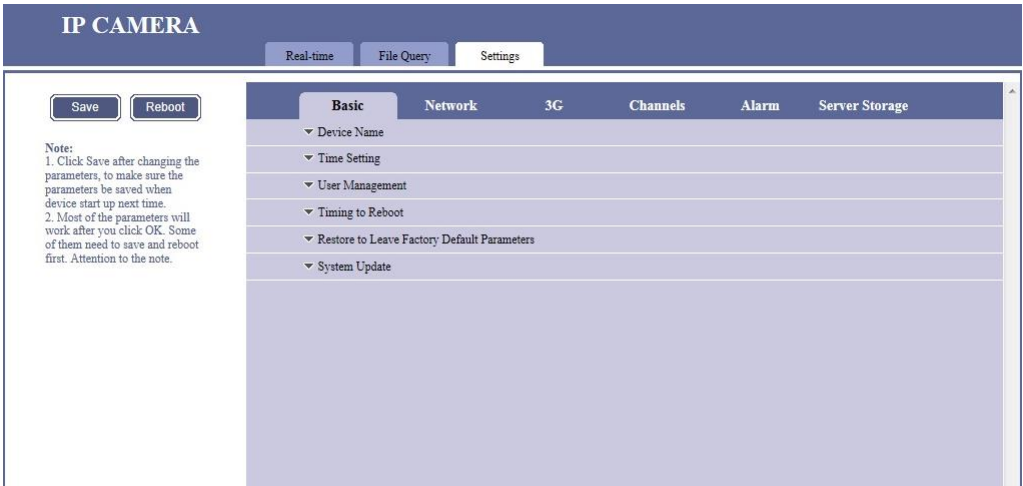 IP CAMERA
Real-time File Query Settings
Save Reboot
Note:
1. Click Save after changing the
parameters, to make sure the
parameters be saved when
device start up next time.
2. Most of the parameters will
work after you click OK. Some
of them need to save and reboot
first. Attention to the note.
Basic Network 3G Channels Alarm Server Storage
Device Name
Time Setting
User Management
Timing to Reboot
Restore to Leave Factory Default Parameters
System Update